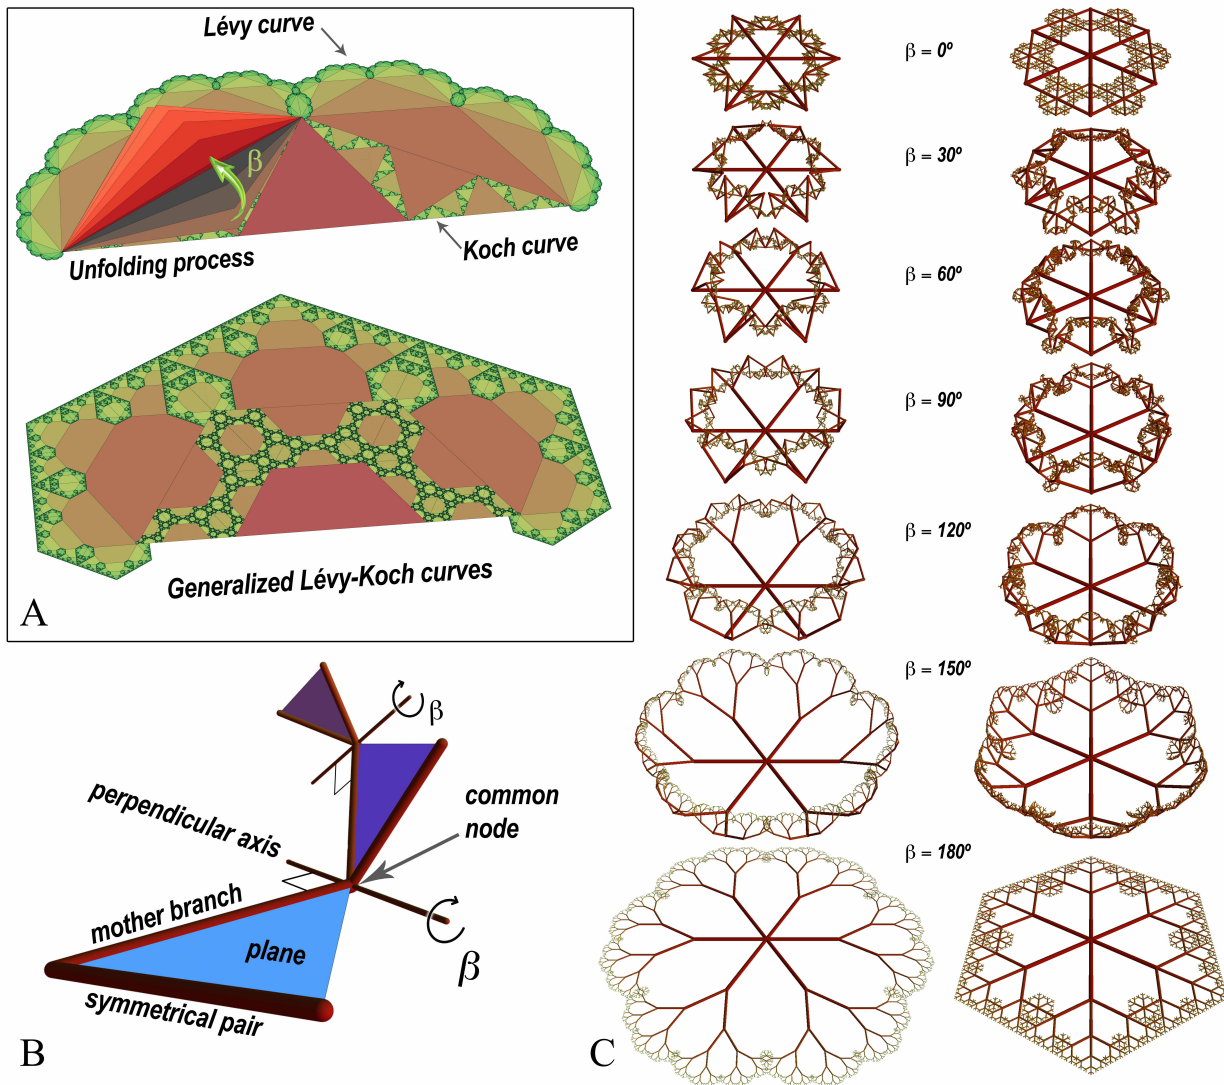 Lévy curve
β
Koch curve
Unfolding process
Generalized Lévy-Koch curves
A
β
perpendicular axis
common
node
mother branch
plane
β
symmetrical pair
B
β = 0º
β = 30º
β = 60º
β = 90º
β = 120º
β = 150º
β = 180º
C